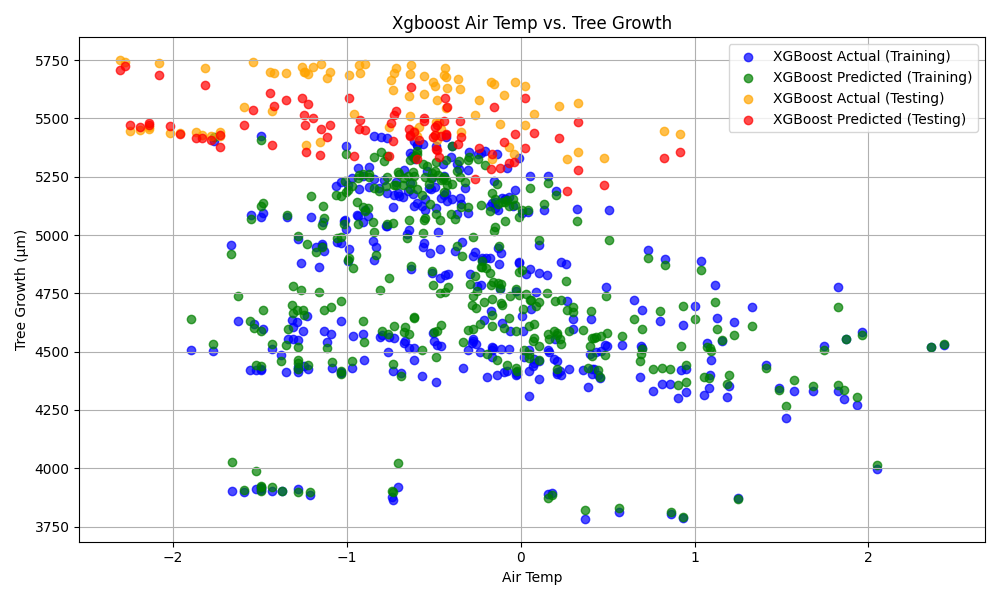 Xgboost Air Temp vs. Tree Growth
XGBoost Actual (Training)
XGBoost Predicted (Training)
XGBoost Actual (Testing)
XGBoost Predicted (Testing)
Tree Growth (μm)
5750
5500
5250
5000
4750
4500
4250
4000
3750
−2
−1
0
1
2
Air Temp